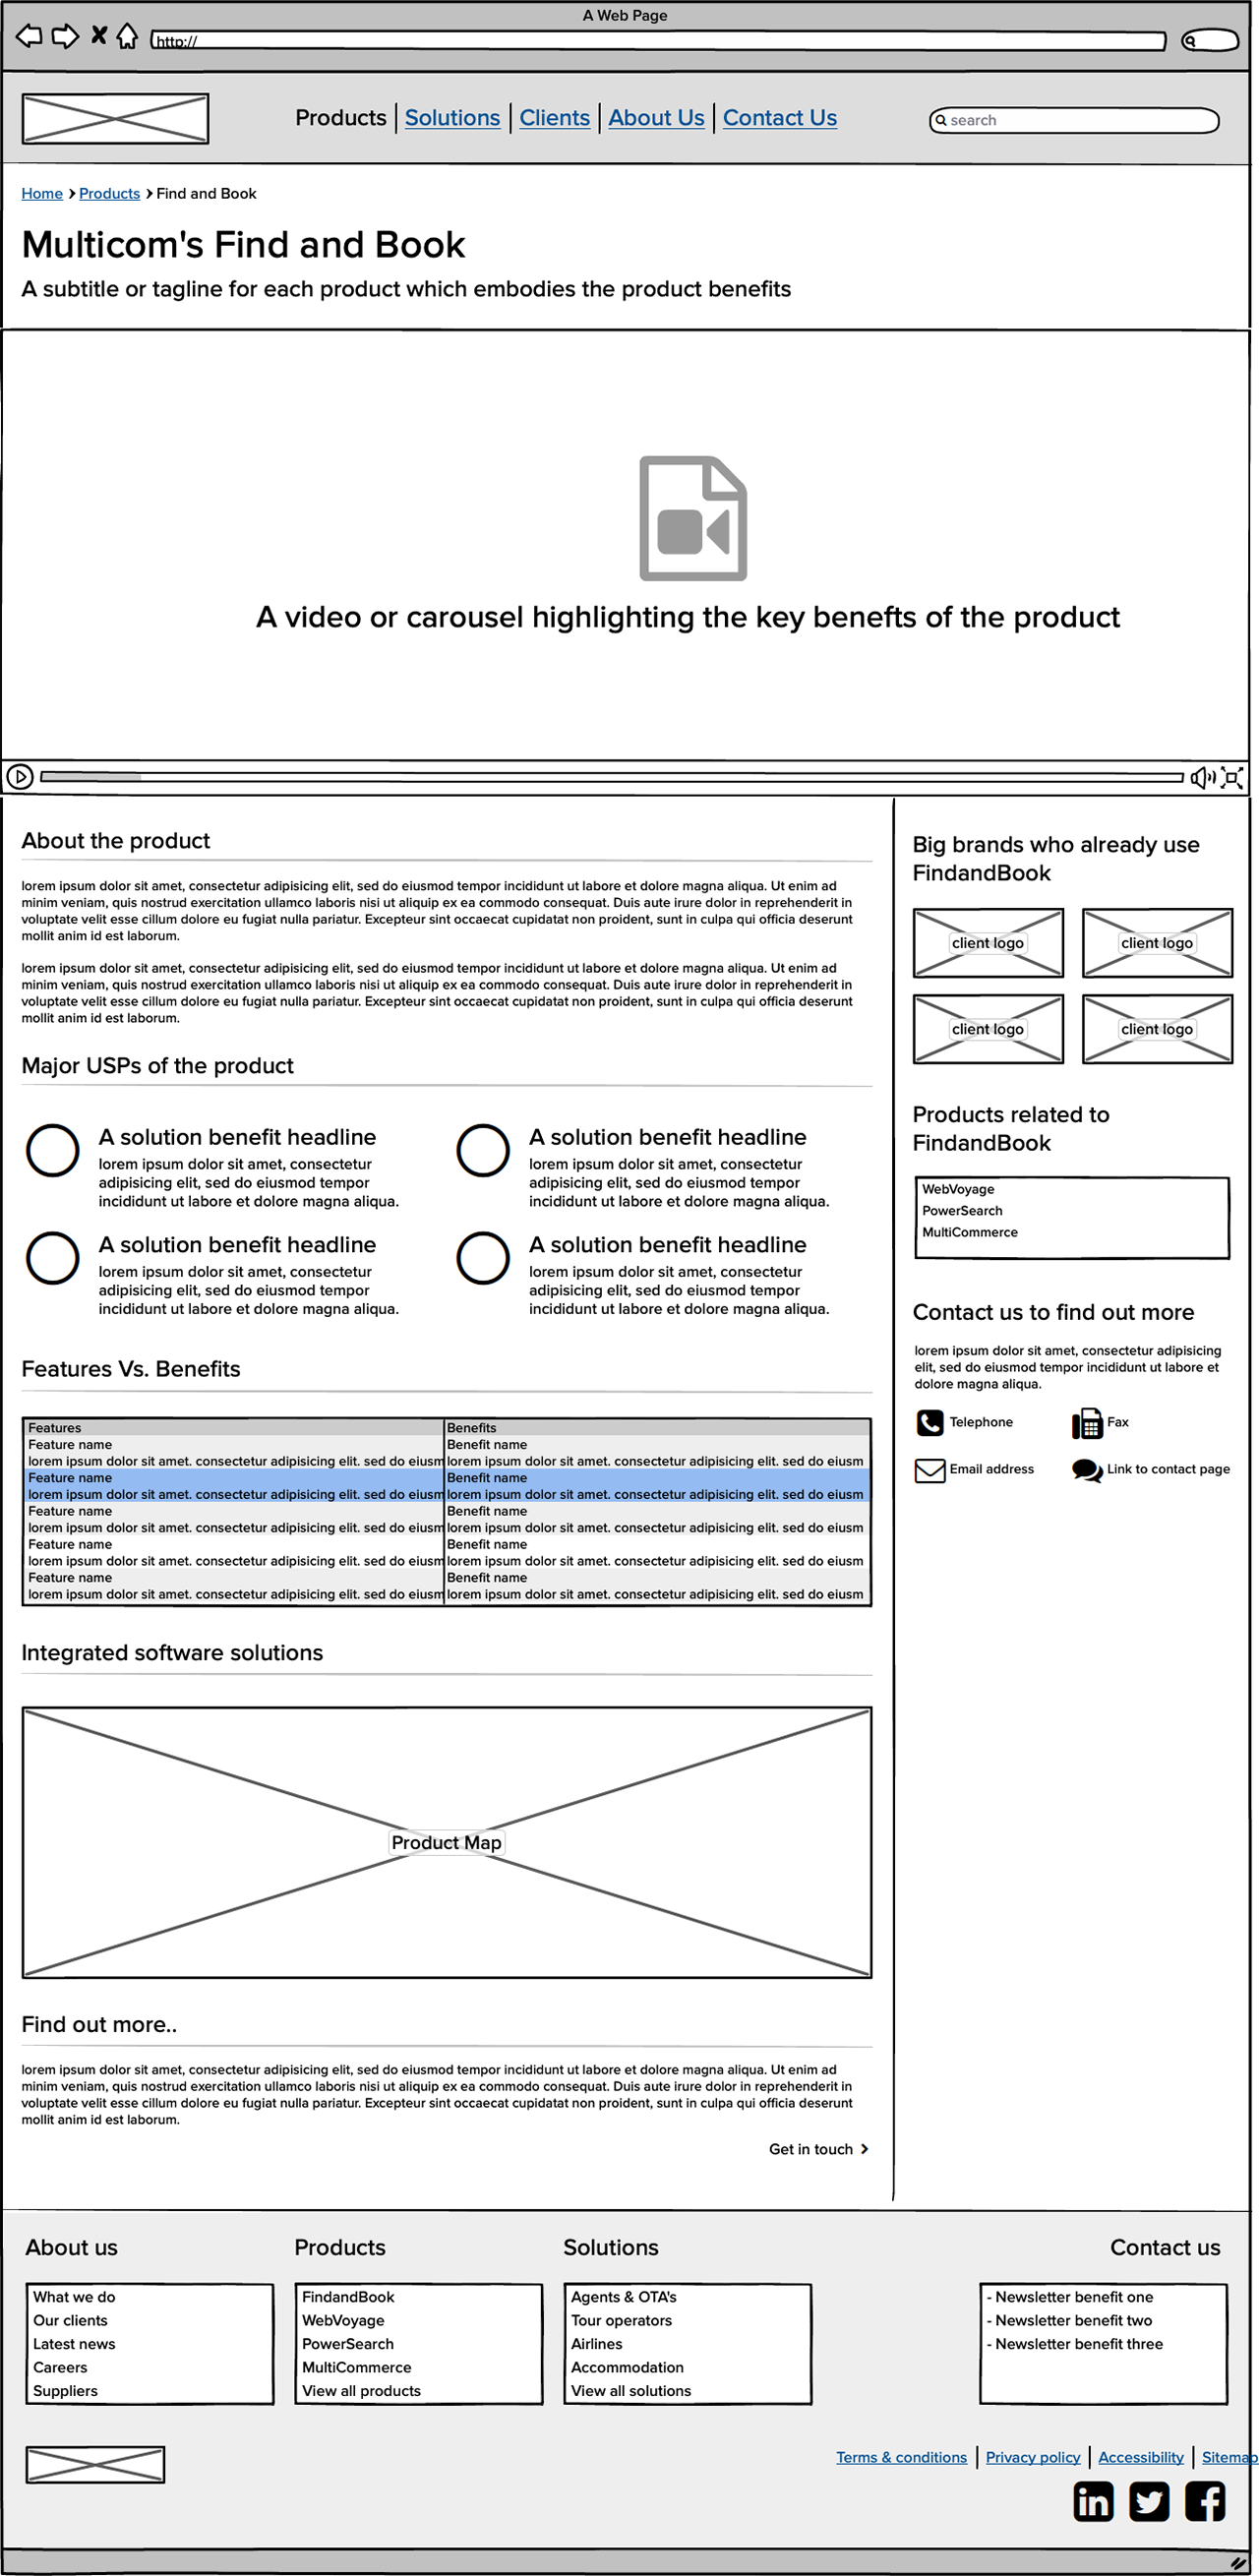 A Web Page
http://
Products
Solutions
Clients
About Us
Contact Us
search
Home
Products
Find and Book
Multicom's Find and Book
A subtitle or tagline for each product which embodies the product benefits
A video or carousel highlighting the key benefts of the product
About the product
lorem ipsum dolor sit amet, consectetur adipisicing elit, sed do eiusmod tempor incididunt ut labore et dolore magna aliqua. Ut enim ad
minim veniam, quis nostrud exercitation ullamco laboris nisi ut aliquip ex ea commodo consequat. Duis aute irure dolor in reprehenderit in
voluptate velit esse cillum dolore eu fugiat nulla pariatur. Excepteur sint occaecat cupidatat non proident, sunt in culpa qui officia deserunt
mollit anim id est laborum.
lorem ipsum dolor sit amet, consectetur adipisicing elit, sed do eiusmod tempor incididunt ut labore et dolore magna aliqua. Ut enim ad
minim veniam, quis nostrud exercitation ullamco laboris nisi ut aliquip ex ea commodo consequat. Duis aute irure dolor in reprehenderit in
voluptate velit esse cillum dolore eu fugiat nulla pariatur. Excepteur sint occaecat cupidatat non proident, sunt in culpa qui officia deserunt
mollit anim id est laborum.
Major USPs of the product
A solution benefit headline
lorem ipsum dolor sit amet, consectetur
adipisicing elit, sed do eiusmod tempor
incididunt ut labore et dolore magna aliqua.
A solution benefit headline
lorem ipsum dolor sit amet, consectetur
adipisicing elit, sed do eiusmod tempor
incididunt ut labore et dolore magna aliqua.
A solution benefit headline
lorem ipsum dolor sit amet, consectetur
adipisicing elit, sed do eiusmod tempor
incididunt ut labore et dolore magna aliqua.
A solution benefit headline
lorem ipsum dolor sit amet, consectetur
adipisicing elit, sed do eiusmod tempor
incididunt ut labore et dolore magna aliqua.
Features Vs. Benefits
Features
Benefits
Feature name
Benefit name
lorem ipsum dolor sit amet. consectetur adipisicing elit. sed do eiusm
lorem ipsum dolor sit amet. consectetur adipisicing elit. sed do eiusm
Feature name
Benefit name
lorem ipsum dolor sit amet. consectetur adipisicing elit. sed do eiusm
lorem ipsum dolor sit amet. consectetur adipisicing elit. sed do eiusm
Feature name
Benefit name
lorem ipsum dolor sit amet. consectetur adipisicing elit. sed do eiusm
lorem ipsum dolor sit amet. consectetur adipisicing elit. sed do eiusm
Feature name
Benefit name
lorem ipsum dolor sit amet. consectetur adipisicing elit. sed do eiusm
lorem ipsum dolor sit amet. consectetur adipisicing elit. sed do eiusm
Feature name
Benefit name
lorem ipsum dolor sit amet. consectetur adipisicing elit. sed do eiusm
lorem ipsum dolor sit amet. consectetur adipisicing elit. sed do eiusm
Integrated software solutions
Product Map
Find out more..
lorem ipsum dolor sit amet, consectetur adipisicing elit, sed do eiusmod tempor incididunt ut labore et dolore magna aliqua. Ut enim ad
minim veniam, quis nostrud exercitation ullamco laboris nisi ut aliquip ex ea commodo consequat. Duis aute irure dolor in reprehenderit in
voluptate velit esse cillum dolore eu fugiat nulla pariatur. Excepteur sint occaecat cupidatat non proident, sunt in culpa qui officia deserunt
mollit anim id est laborum.
Get in touch
Big brands who already use
FindandBook
client logo
client logo
client logo
client logo
Products related to
FindandBook
WebVoyage
PowerSearch
MultiCommerce
Contact us to find out more
lorem ipsum dolor sit amet, consectetur adipisicing
elit, sed do eiusmod tempor incididunt ut labore et
dolore magna aliqua.
Telephone
Fax
Email address
Link to contact page
About us
What we do
Our clients
Latest news
Careers
Suppliers
Products
FindandBook
WebVoyage
PowerSearch
MultiCommerce
View all products
Solutions
Agents & OTA's
Tour operators
Airlines
Accommodation
View all solutions
Contact us
- Newsletter benefit one
- Newsletter benefit two
- Newsletter benefit three
Terms & conditions
Privacy policy
Accessibility
Sitemap
in